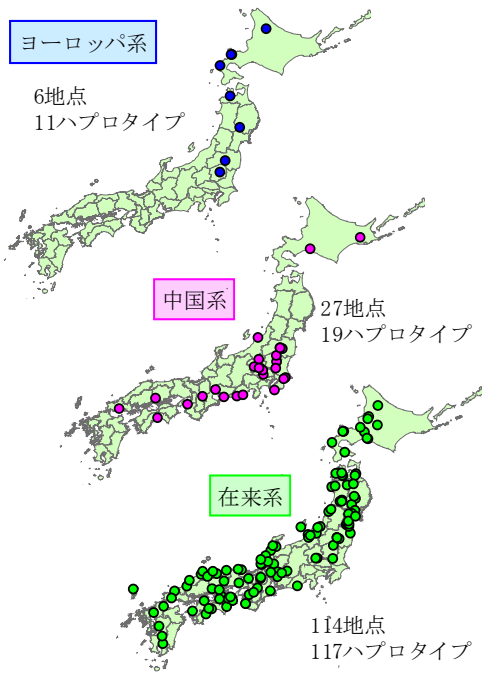 ヨーロッパ系
6地点
11ハプロタイプ
中国系
27地点
19ハプロタイプ
在来系
114地点
117ハプロタイプ